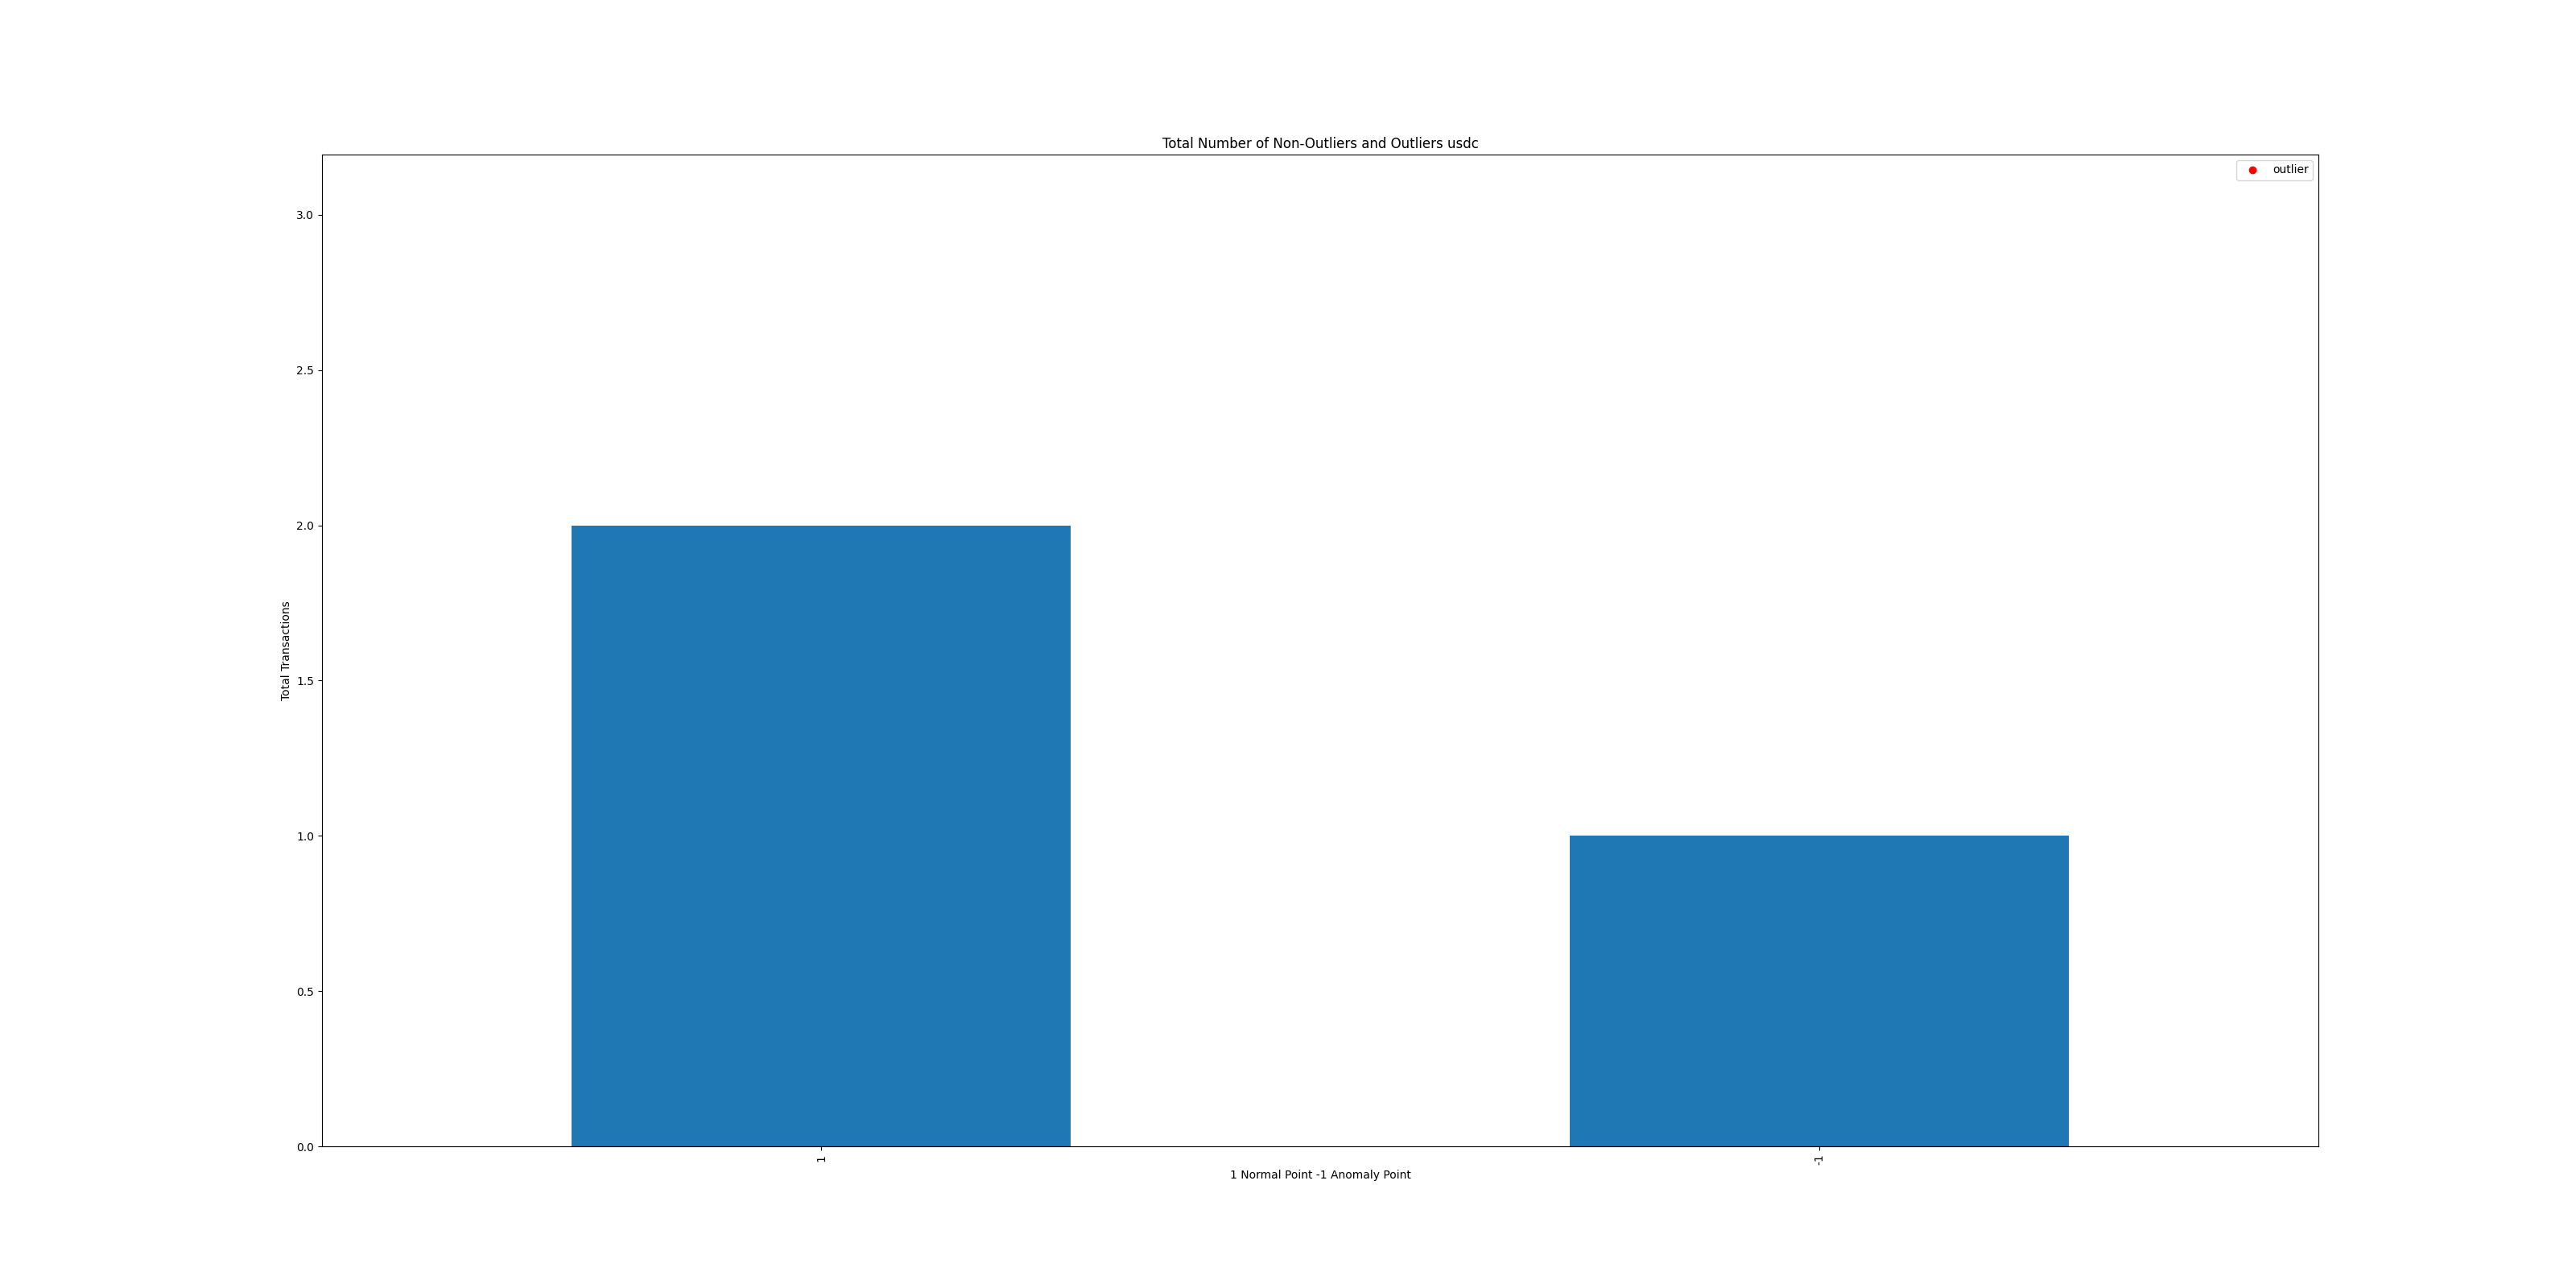 Total Number of Non-Outliers and Outliers usdc
outlier
3.0
2.5
2.0
1.5
1.0
0.5
0.0
Total Transactions
1
-1
1 Normal Point -1 Anomaly Point